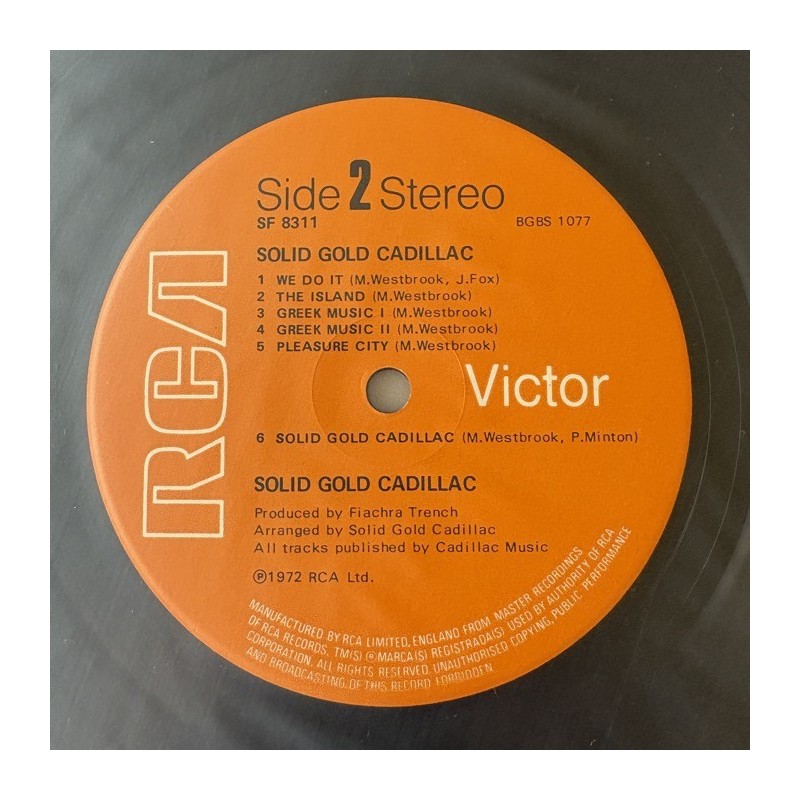 Side 2 Stereo
SF 8311
BGBS 1077
SOLID GOLD CADILLAC
1 WE DO IT (M.Westbrook, J.Fox)
2 THE ISLAND (M.Westbrook)
3 GREEK MUSIC I (M.Westbrook)
4 GREEK MUSIC II (M.Westbrook)
5 PLEASURE CITY (M.Westbrook)
RCA
Victor
6 SOLID GOLD CADILLAC (M.Westbrook, P.Minton)
SOLID GOLD CADILLAC
Produced by Fiachra Trench
Arranged by Solid Gold Cadillac
All tracks published by Cadillac Music
℗1972 RCA Ltd.
MANUFACTURED BY RCA LIMITED, ENGLAND FROM MASTER RECORDINGS
OF RCA RECORDS, TM(S) ® MARCA(S) REGISTRADA(S) USED BY AUTHORITY OF RCA
CORPORATION. ALL RIGHTS RESERVED. UNAUTHORISED COPYING, PUBLIC PERFORMANCE
AND BROADCASTING OF THIS RECORD FORBIDDEN